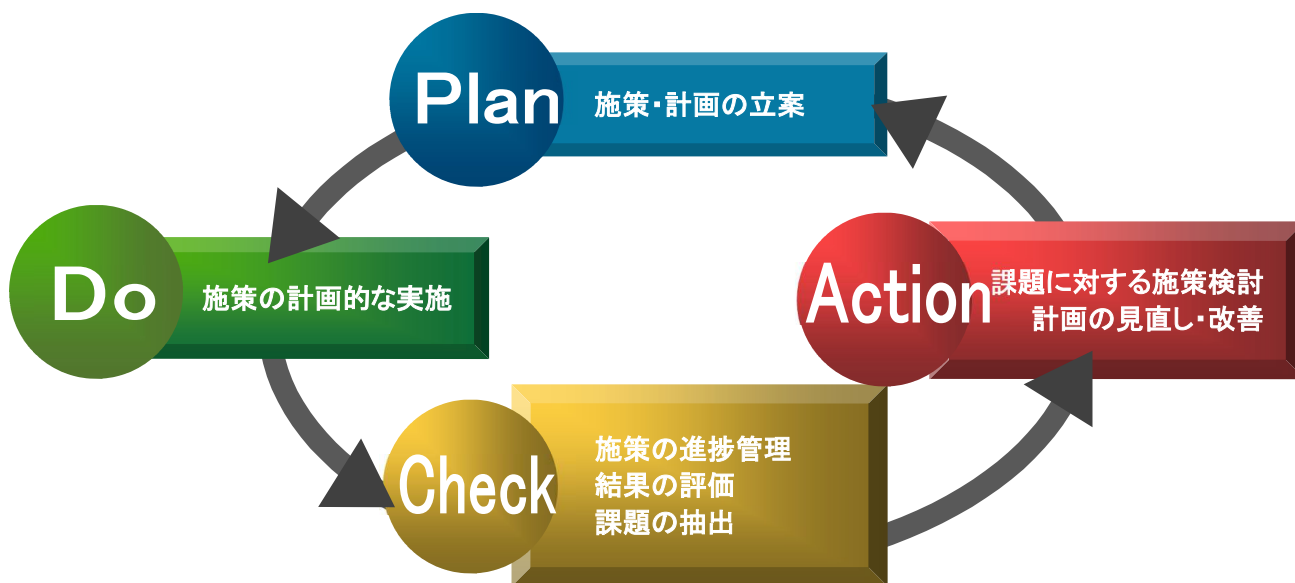 Plan
施策・計画の立案
Do
施策の計画的な実施
Check
施策の進捗管理
結果の評価
課題の抽出
Action
課題に対する施策検討
計画の見直し・改善